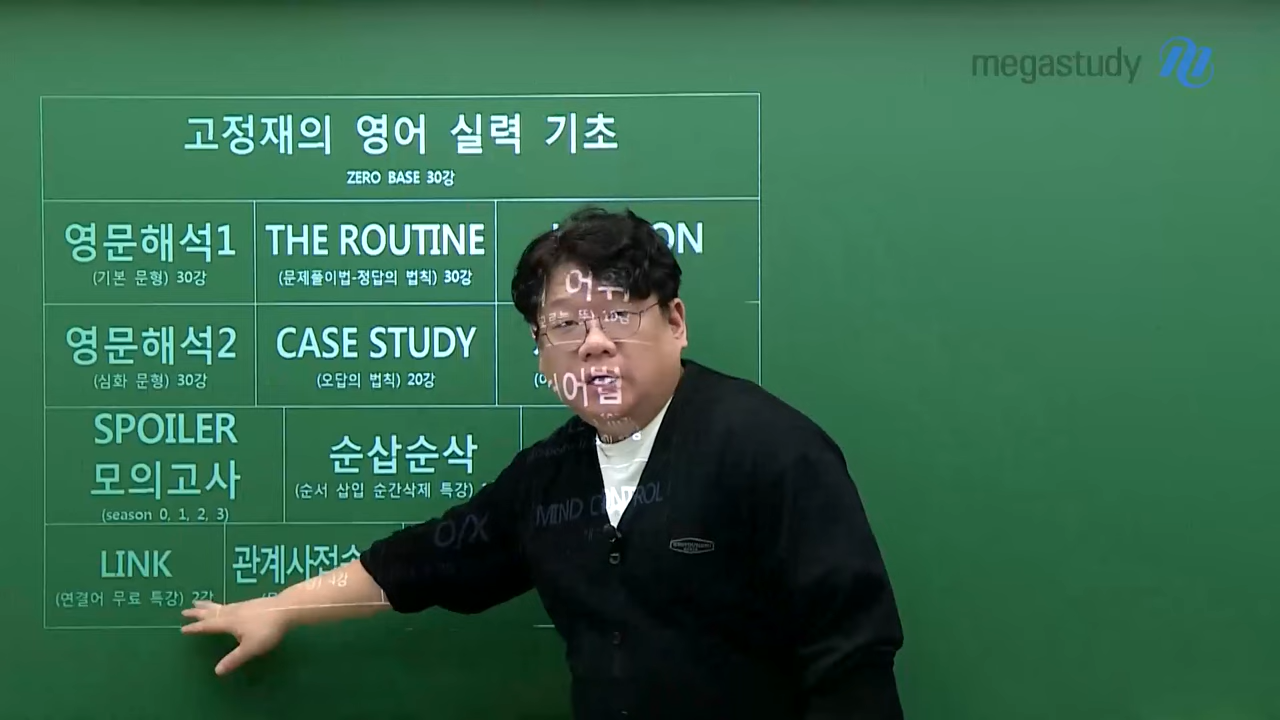 megastudy
고정재의 영어 실력 기초
ZERO BASE 30강
영문해석1
(기본 문형) 30강
THE ROUTINE
(문제풀이법-정답의 법칙) 30강
ON
어휘
영문해석2
(심화 문형) 30강
CASE STUDY
(오답의 법칙) 20강
어법
SPOILER
모의고사
(season 0, 1, 2, 3)
순삽순삭
(순서 삽입 순간삭제 특강)
O/X
MIND CONTROL
LINK
(연결어 무료 특강) 2강
관계사전
4강